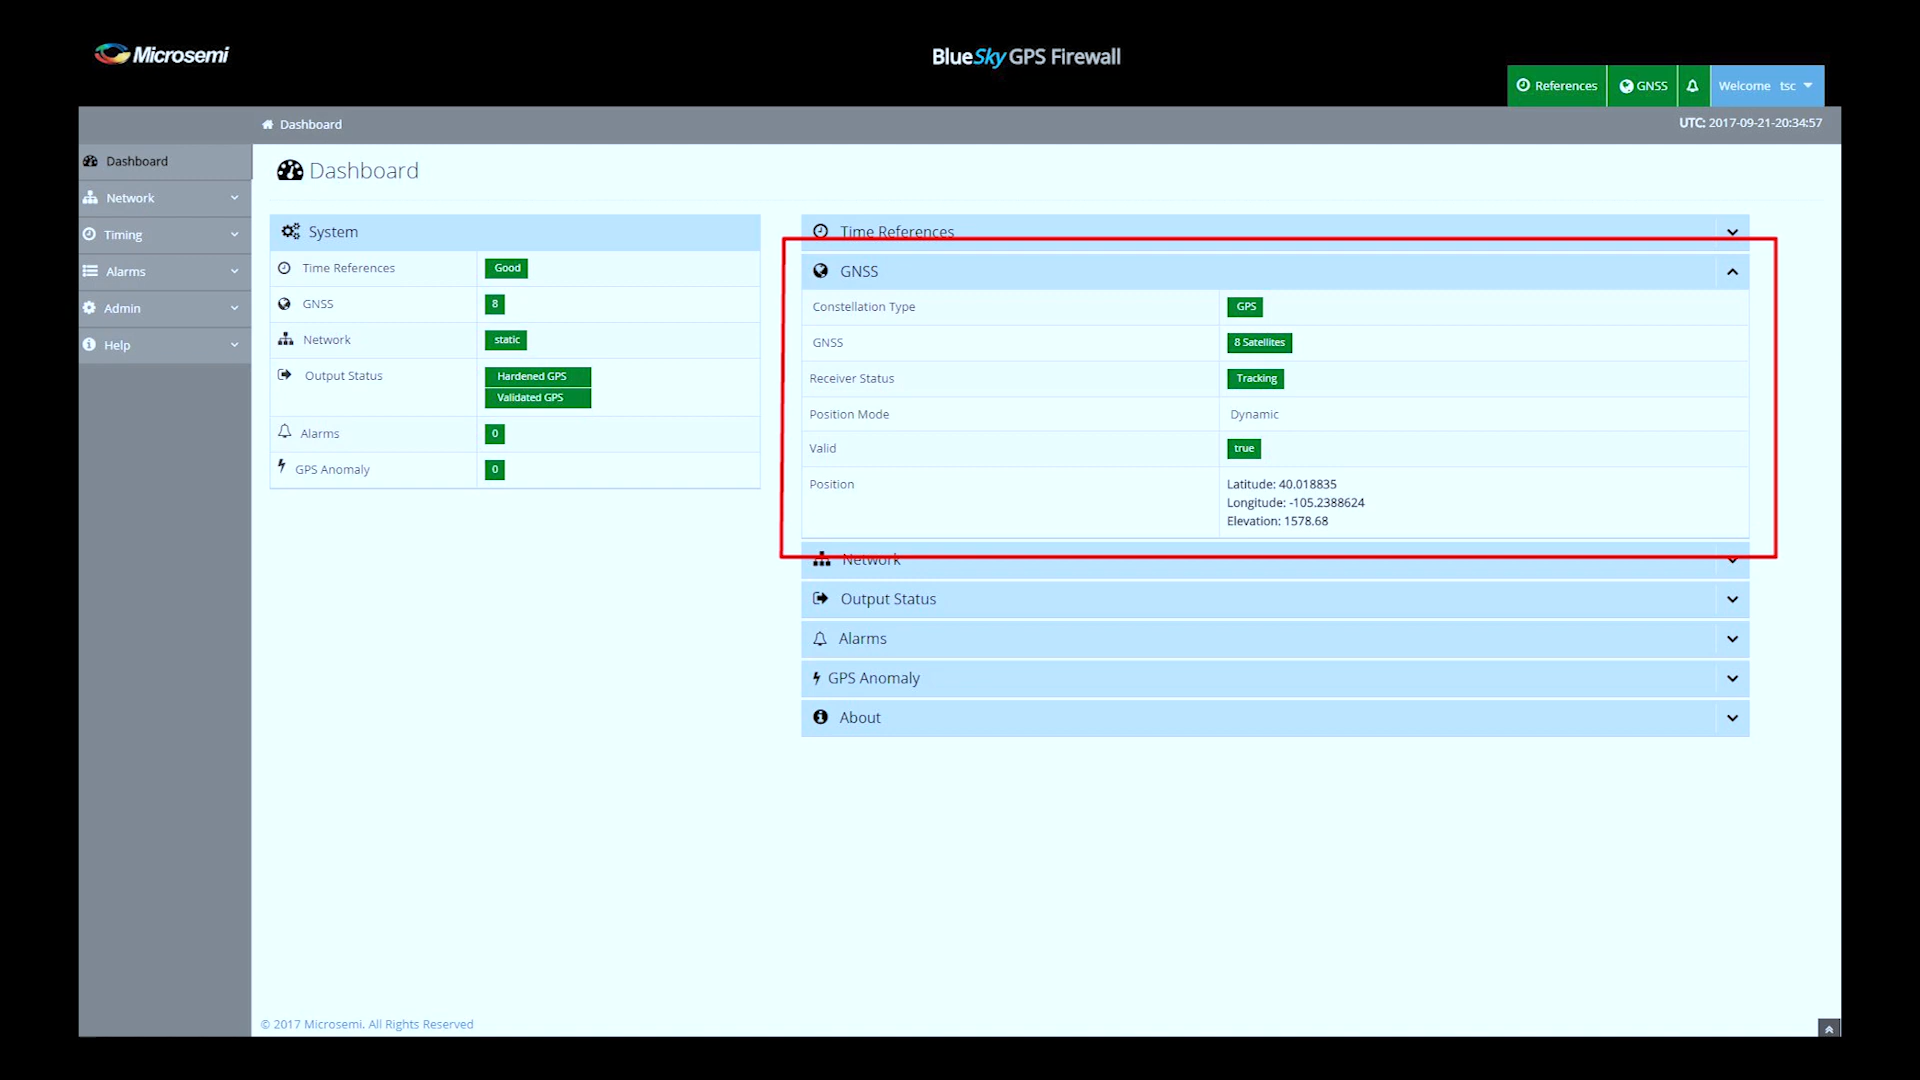 Microsemi
BlueSky GPS Firewall
References GNSS Welcome tsc
Dashboard
UTC: 2017-09-21-20:34:57
Dashboard
Network
Timing
Alarms
Admin
Help
Dashboard
System
Time References Good
GNSS 8
Network static
Output Status Hardened GPS
Validated GPS
Alarms 0
GPS Anomaly 0
Time References
GNSS
Constellation Type GPS
GNSS 8 Satellites
Receiver Status Tracking
Position Mode Dynamic
Valid true
Position Latitude: 40.018835
Longitude: -105.2388624
Elevation: 1578.68
Network
Output Status
Alarms
GPS Anomaly
About
© 2017 Microsemi. All Rights Reserved